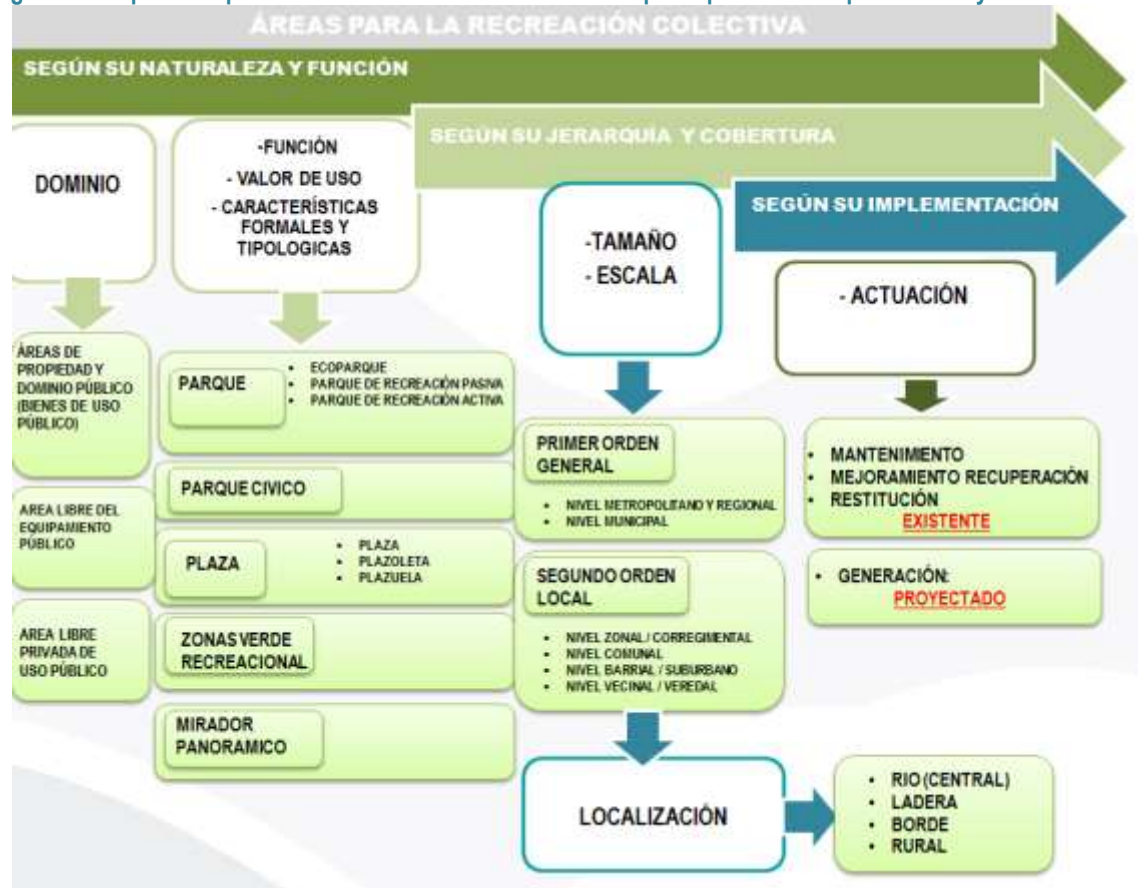 ÁREAS PARA LA RECREACIÓN COLECTIVA
SEGÚN SU NATURALEZA Y FUNCIÓN
SEGÚN SU JERARQUÍA Y COBERTURA
SEGÚN SU IMPLEMENTACIÓN
DOMINIO
-FUNCIÓN
- VALOR DE USO
- CARACTERÍSTICAS
FORMALES Y
TIPOLOGICAS
-TAMAÑO
- ESCALA
- ACTUACIÓN
ÁREAS DE
PROPIEDAD Y
DOMINIO PÚBLICO
(BIENES DE USO
PÚBLICO)
AREA LIBRE DEL
EQUIPAMIENTO
PÚBLICO
AREA LIBRE
PRIVADA DE
USO PÚBLICO
PARQUE
• ECOPARQUE
• PARQUE DE RECREACIÓN PASIVA
• PARQUE DE RECREACIÓN ACTIVA
PARQUE CIVICO
PLAZA
• PLAZA
• PLAZOLETA
• PLAZUELA
ZONAS VERDE
RECREACIONAL
MIRADOR
PANORAMICO
PRIMER ORDEN
GENERAL
• NIVEL METROPOLITANO Y REGIONAL
• NIVEL MUNICIPAL
SEGUNDO ORDEN
LOCAL
• NIVEL ZONAL / CORREGIMENTAL
• NIVEL COMUNAL
• NIVEL BARRIAL / SUBURBANO
• NIVEL VECINAL / VEREDAL
• MANTENIMIENTO
• MEJORAMIENTO RECUPERACIÓN
• RESTITUCIÓN
EXISTENTE
• GENERACIÓN:
PROYECTADO
LOCALIZACIÓN
• RIO (CENTRAL)
• LADERA
• BORDE
• RURAL